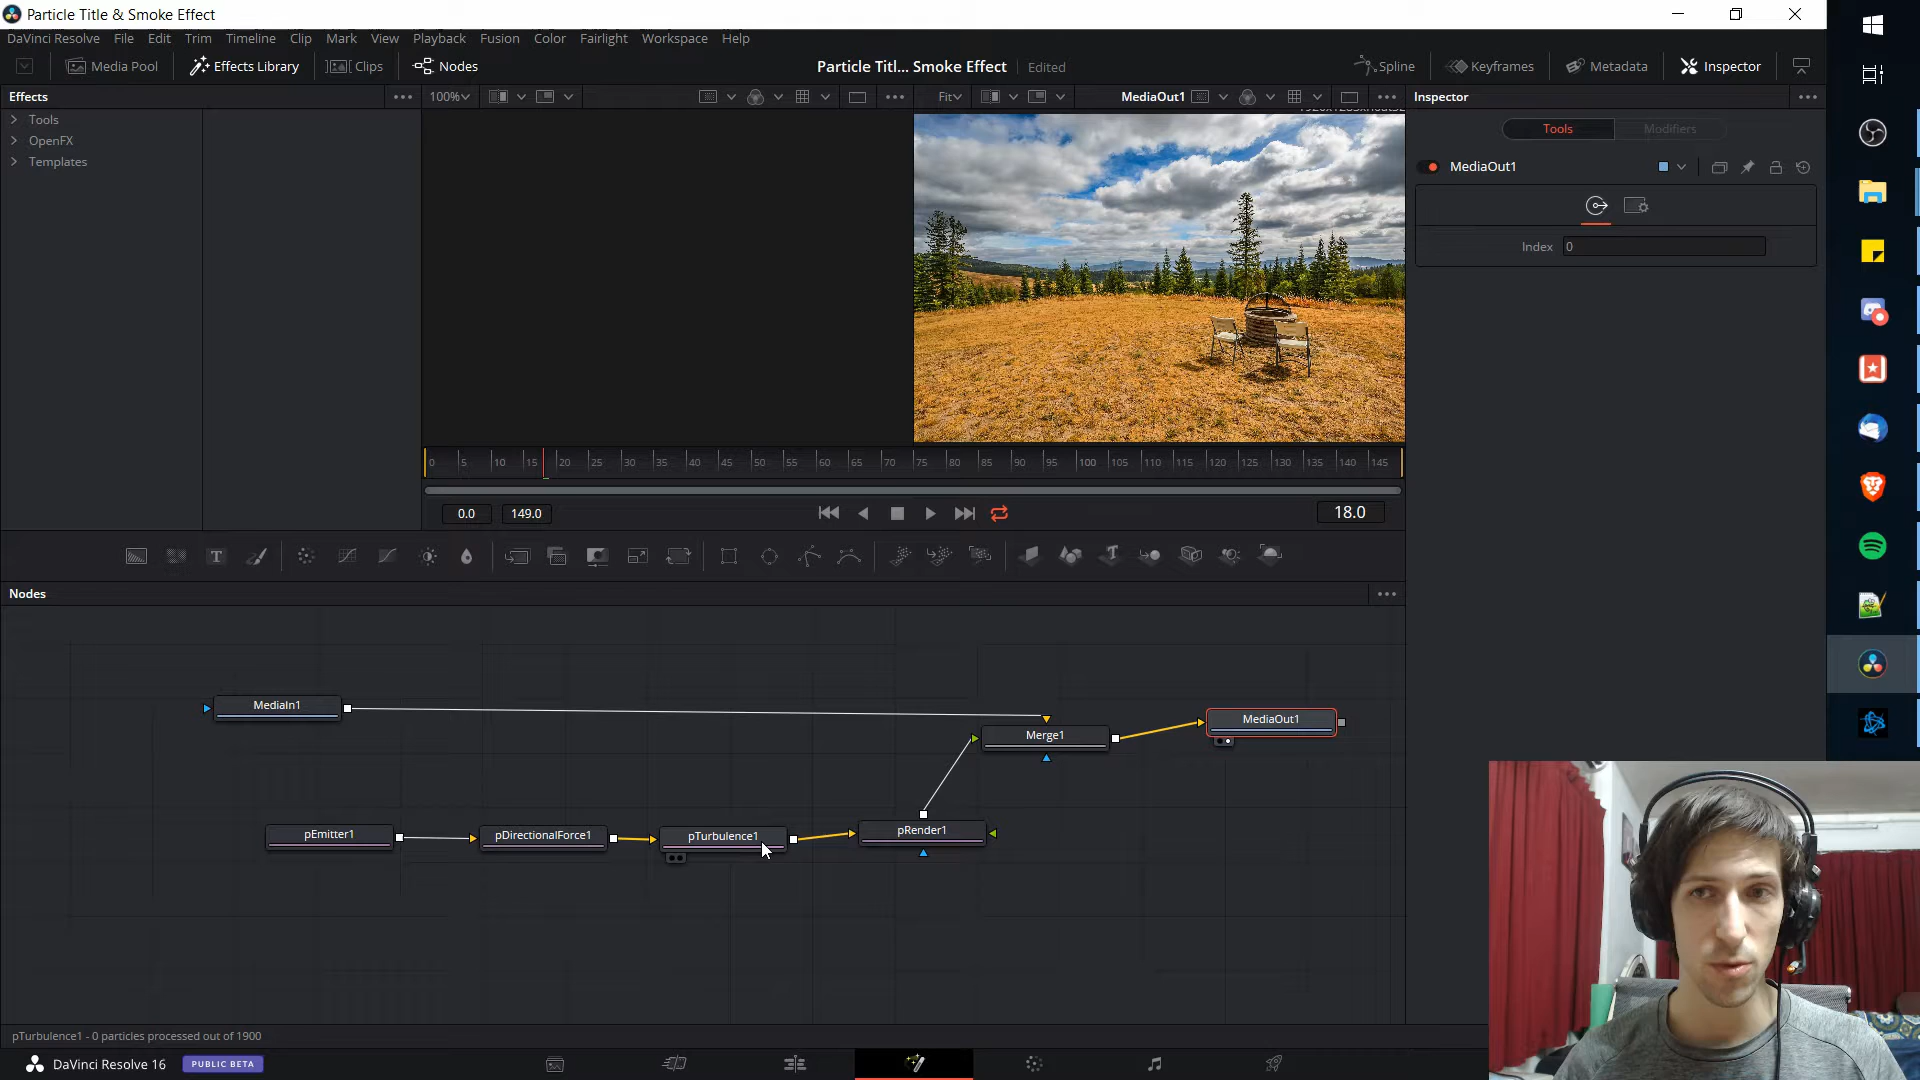 Particle Title & Smoke Effect
DaVinci Resolve File Edit Trim Timeline Clip Mark View Playback Fusion Color Fairlight Workspace Help
Media Pool Effects Library Clips Nodes Particle Titl... Smoke Effect Edited Spline Keyframes Metadata Inspector
Effects 100% Fit MediaOut1 Inspector
Tools
OpenFX
Templates
Tools Modifiers
MediaOut1
Index 0
0 5 10 15 20 25 30 35 40 45 50 55 60 65 70 75 80 85 90 95 100 105 110 115 120 125 130 135 140 145
0.0 149.0 18.0
Nodes
MediaIn1
MediaOut1
Merge1
pEmitter1 pDirectionalForce1 pTurbulence1 pRender1
pTurbulence1 - 0 particles processed out of 1900
DaVinci Resolve 16 PUBLIC BETA